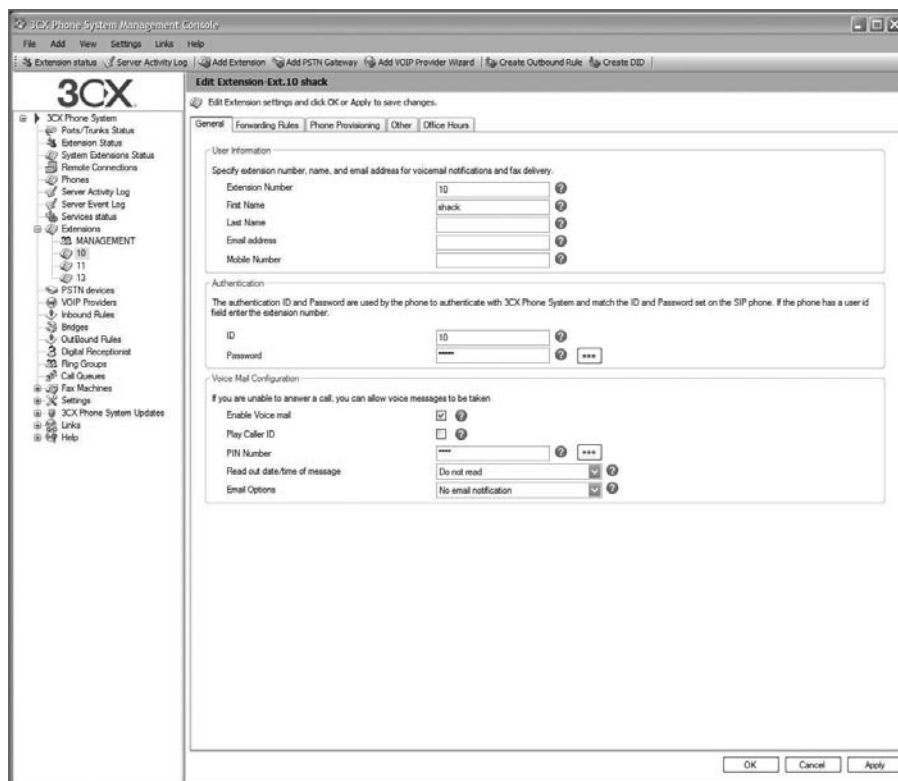 3CX Phone System Management Console
File Add View Settings Links Help
Extension status Server Activity Log Add Extension Add PSTN Gateway Add VOIP Provider Wizard Create Outbound Rule Create DID
3CX
3CX Phone System
Ports/Trunks Status
Extension Status
System Extensions Status
Remote Connections
Phones
Server Activity Log
Server Event Log
Services status
Extensions
MANAGEMENT
10
11
13
PSTN devices
VOIP Providers
Inbound Rules
Bridges
OutBound Rules
Digital Receptionist
Ring Groups
Call Queues
Fax Machines
Settings
3CX Phone System Updates
Links
Help
Edit Extension-Ext.10 shack
Edit Extension settings and click OK or Apply to save changes.
General Forwarding Rules Phone Provisioning Other Office Hours
User Information
Specify extension number, name, and email address for voicemail notifications and fax delivery.
Extension Number 10
First Name shack
Last Name
Email address
Mobile Number
Authentication
The authentication ID and Password are used by the phone to authenticate with 3CX Phone System and match the ID and Password set on the SIP phone. If the phone has a user id
field enter the extension number.
ID 10
Password •••••
Voice Mail Configuration
If you are unable to answer a call, you can allow voice messages to be taken
Enable Voice mail
Play Caller ID
PIN Number ••••
Read out date/time of message Do not read
Email Options No email notification
OK Cancel Apply